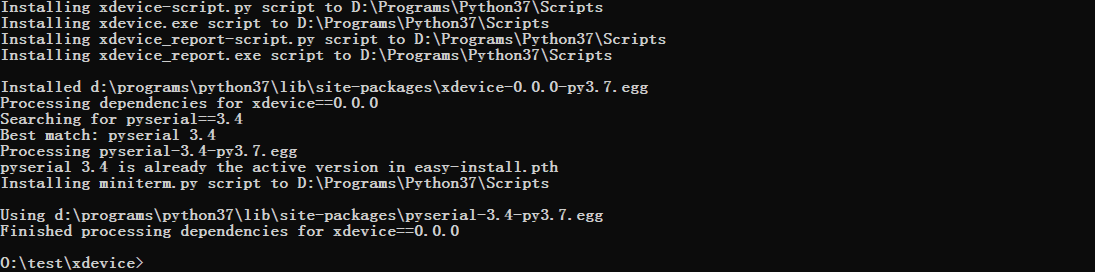 Installing xdevice-script.py script to D:\Programs\Python37\Scripts
Installing xdevice.exe script to D:\Programs\Python37\Scripts
Installing xdevice_report-script.py script to D:\Programs\Python37\Scripts
Installing xdevice_report.exe script to D:\Programs\Python37\Scripts
Installed d:\programs\python37\lib\site-packages\xdevice-0.0.0-py3.7.egg
Processing dependencies for xdevice==0.0.0
Searching for pyserial==3.4
Best match: pyserial 3.4
Processing pyserial-3.4-py3.7.egg
pyserial 3.4 is already the active version in easy-install.pth
Installing miniterm.py script to D:\Programs\Python37\Scripts
Using d:\programs\python37\lib\site-packages\pyserial-3.4-py3.7.egg
Finished processing dependencies for xdevice==0.0.0
O:\test\xdevice>